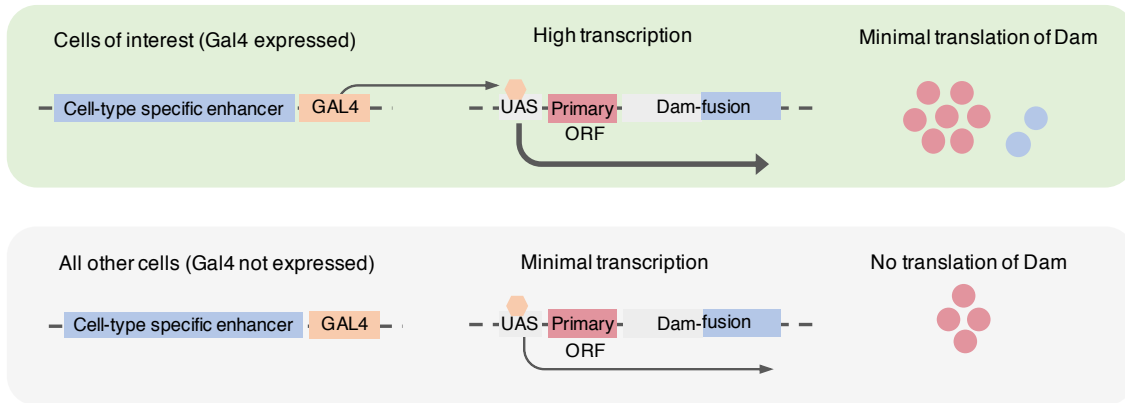 Cells of interest (Gal4 expressed)
High transcription
Minimal translation of Dam
Cell-type specific enhancer
GAL4
UAS
Primary
ORF
Dam-fusion
All other cells (Gal4 not expressed)
Minimal transcription
No translation of Dam
Cell-type specific enhancer
GAL4
UAS
Primary
ORF
Dam-fusion